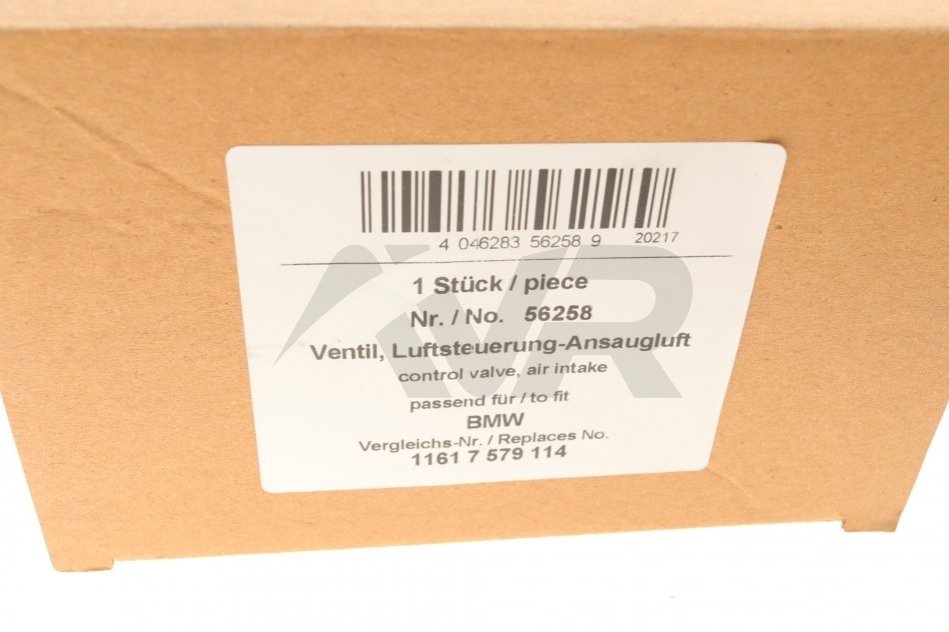 4 046283 56258 9 20217
1 Stück / piece
Nr. / No. 56258
Ventil, Luftsteuerung-Ansaugluft
control valve, air intake
passend für / to fit
BMW
Vergleichs-Nr. / Replaces No.
1161 7 579 114
iVR